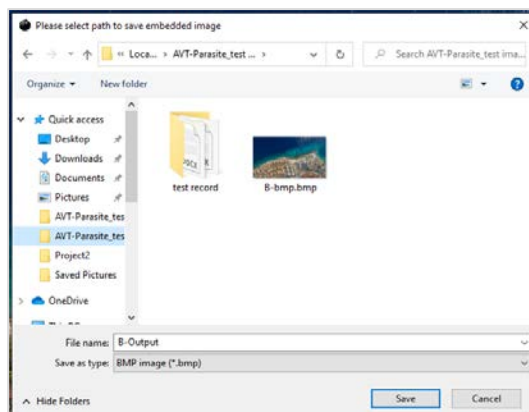 Please select path to save embedded image
« Loca... > AVT-Parasite_test ... >
Search AVT-Parasite_test ima...
Organize
New folder
Quick access
Desktop
Downloads
Documents
Pictures
AVT-Parasite_tes
AVT-Parasite_tes
Project2
Saved Pictures
OneDrive
test record
B-bmp.bmp
File name: B-Output
Save as type: BMP image (*.bmp)
Hide Folders
Save
Cancel